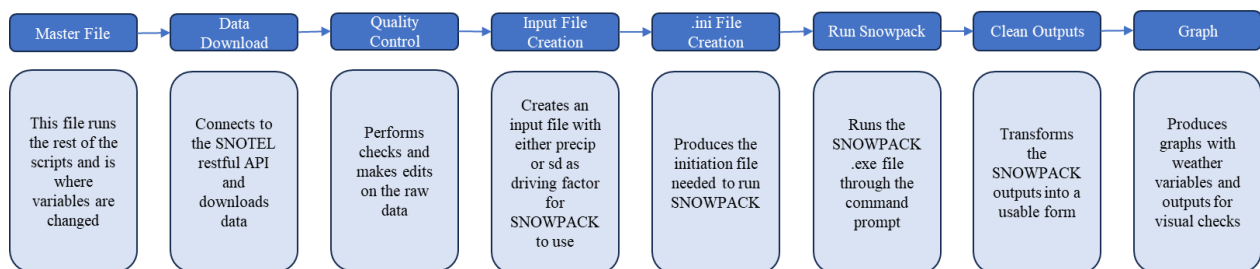 Master File
Data
Download
Quality
Control
Input File
Creation
.ini File
Creation
Run Snowpack
Clean Outputs
Graph
This file runs
the rest of the
scripts and is
where
variables are
changed
Connects to
the SNOTEL
restful API
and
downloads
data
Performs
checks and
makes edits
on the raw
data
Creates an
input file with
either precip
or sd as
driving factor
for
SNOWPACK
to use
Produces the
initiation file
needed to run
SNOWPACK
Runs the
SNOWPACK
.exe file
through the
command
prompt
Transforms
the
SNOWPACK
outputs into a
usable form
Produces
graphs with
weather
variables and
outputs for
visual checks